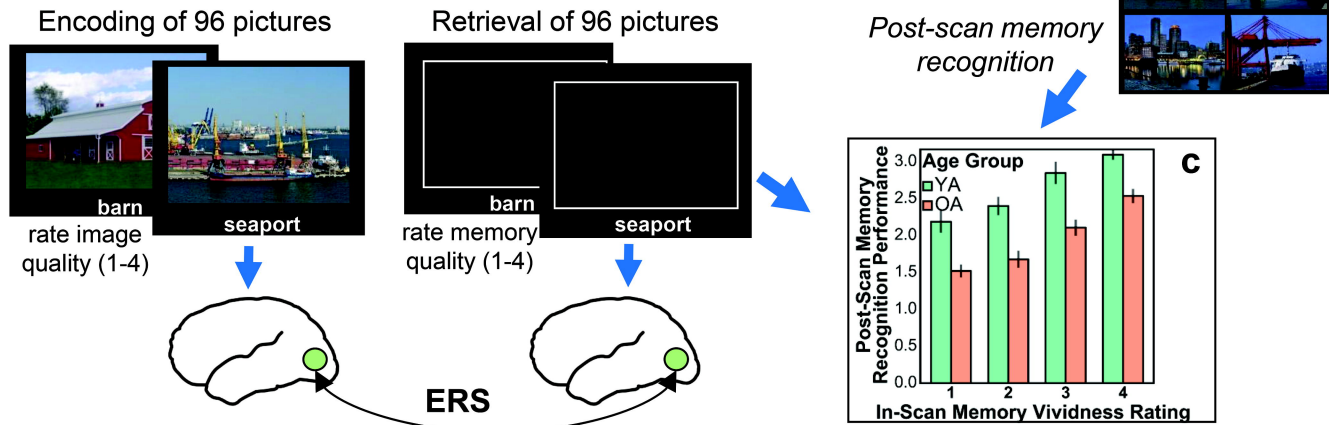 Encoding of 96 pictures
barn
seaport
rate image
quality (1-4)
Retrieval of 96 pictures
barn
seaport
rate memory
quality (1-4)
ERS
Post-scan memory
recognition
c
Age Group
YA
OA
Post-Scan Memory
Recognition Performance
3.0
2.5
2.0
1.5
1.0
0.5
0.0
1 2 3 4
In-Scan Memory Vividness Rating